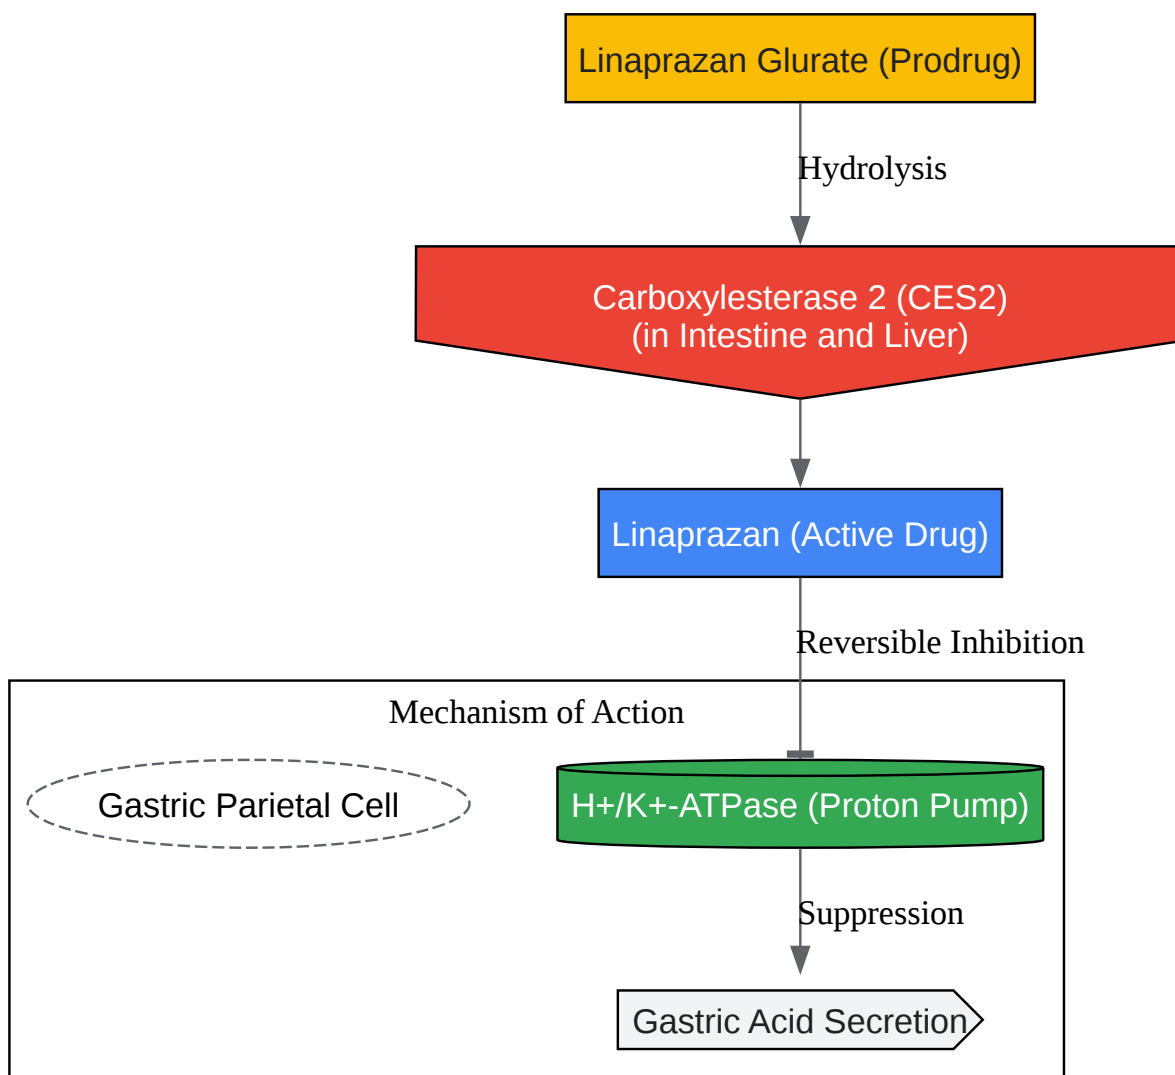 Linaprazan Glurate (Prodrug)
Hydrolysis
Carboxylesterase 2 (CES2)
(in Intestine and Liver)
Linaprazan (Active Drug)
Reversible Inhibition
Mechanism of Action
Gastric Parietal Cell
H+/K+-ATPase (Proton Pump)
Suppression
Gastric Acid Secretion